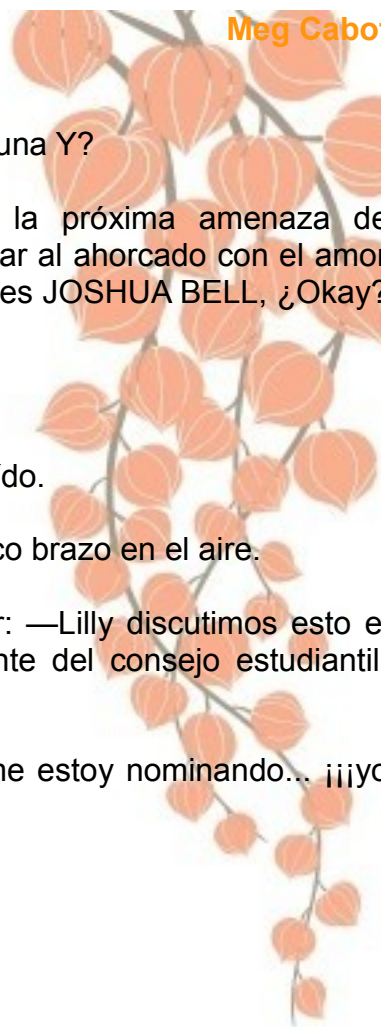 Meg Cabot
una Y?
la próxima amenaza de
ar al ahorcado con el amor
es JOSHUA BELL, ¿Okay?
do.
co brazo en el aire.
r: —Lilly discutimos esto e
nte del consejo estudiantil
me estoy nominando... ¡¡¡yo